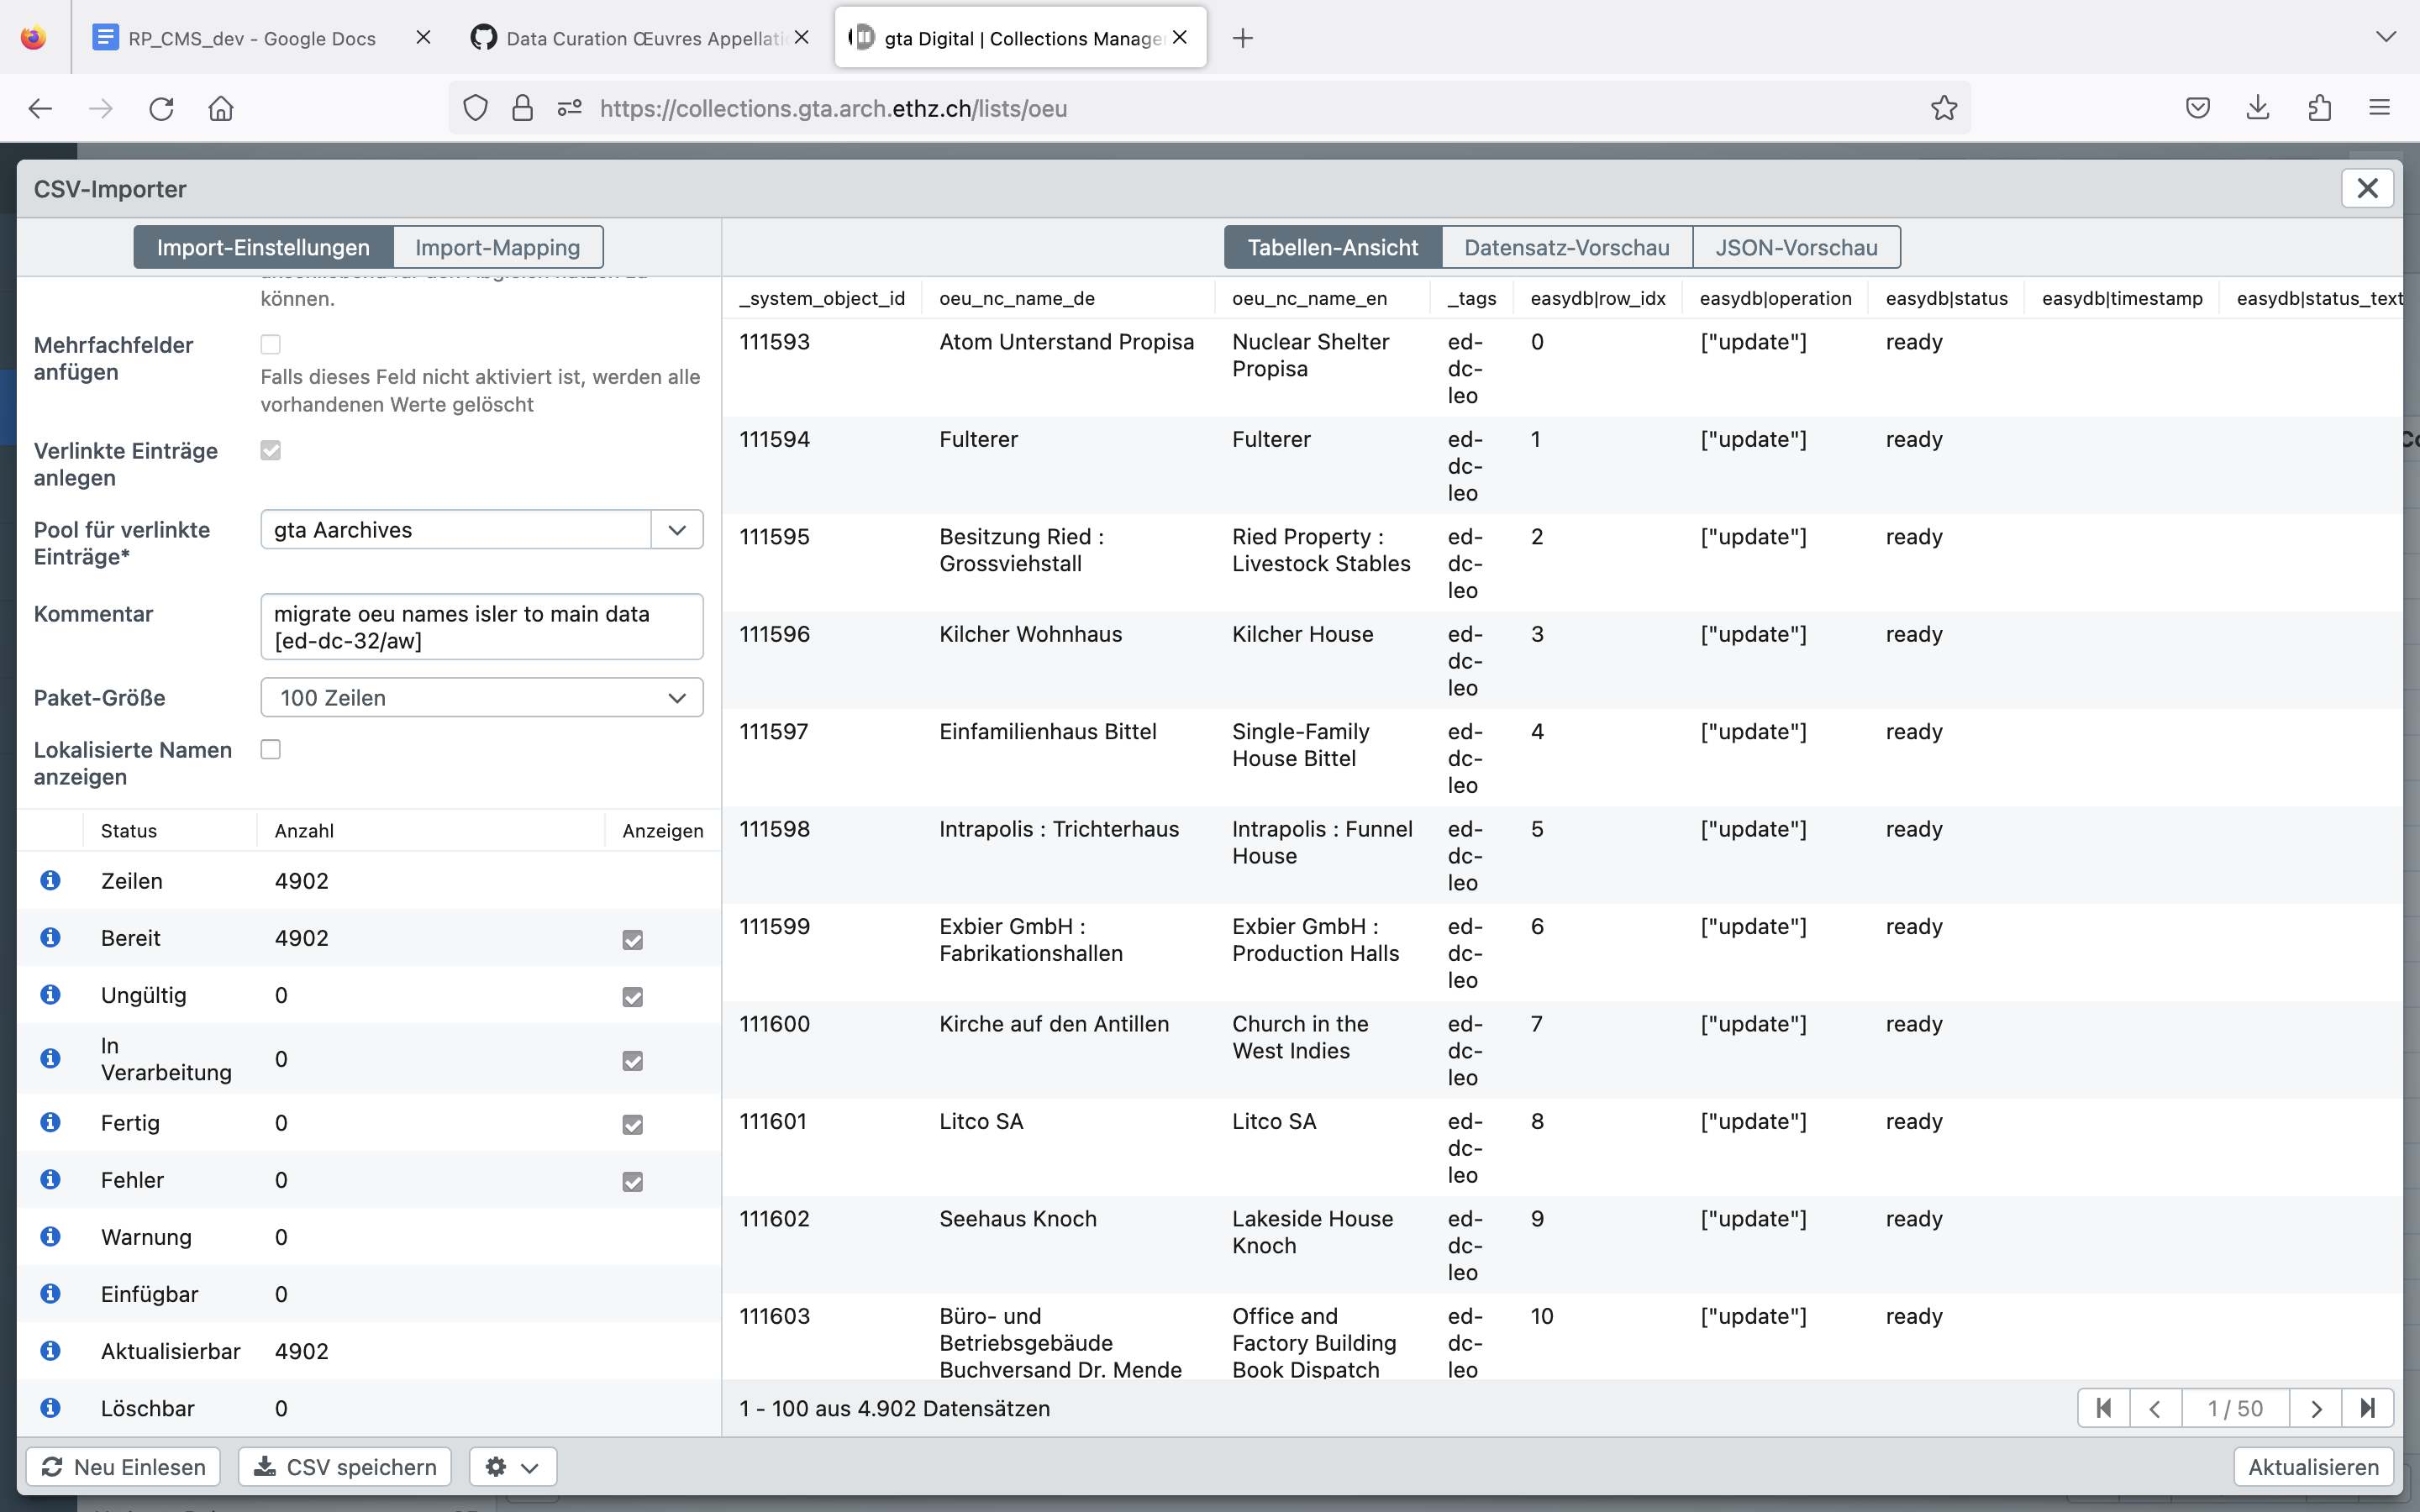 RP_CMS_dev - Google Docs
Data Curation Œuvres Appellati
gta Digital | Collections Manage
https://collections.gta.arch.ethz.ch/lists/oeu
CSV-Importer
Import-Einstellungen
Import-Mapping
Tabellen-Ansicht
Datensatz-Vorschau
JSON-Vorschau
können.
Mehrfachfelder
anfügen
Falls dieses Feld nicht aktiviert ist, werden alle
vorhandenen Werte gelöscht
Verlinkte Einträge
anlegen
Pool für verlinkte
Einträge*
gta Aarchives
Kommentar
migrate oeu names isler to main data
[ed-dc-32/aw]
Paket-Größe
100 Zeilen
Lokalisierte Namen
anzeigen
Status Anzahl Anzeigen
Zeilen 4902
Bereit 4902
Ungültig 0
In
Verarbeitung 0
Fertig 0
Fehler 0
Warnung 0
Einfügbar 0
Aktualisierbar 4902
Löschbar 0
_system_object_id oeu_nc_name_de oeu_nc_name_en _tags easydb|row_idx easydb|operation easydb|status easydb|timestamp easydb|status_text
111593 Atom Unterstand Propisa Nuclear Shelter ed- 0 ["update"] ready
Propisa dc-
leo
111594 Fulterer Fulterer ed- 1 ["update"] ready
dc-
leo
111595 Besitzung Ried : Ried Property : ed- 2 ["update"] ready
Grossviehstall Livestock Stables dc-
leo
111596 Kilcher Wohnhaus Kilcher House ed- 3 ["update"] ready
dc-
leo
111597 Einfamilienhaus Bittel Single-Family ed- 4 ["update"] ready
House Bittel dc-
leo
111598 Intrapolis : Trichterhaus Intrapolis : Funnel ed- 5 ["update"] ready
House dc-
leo
111599 Exbier GmbH : Exbier GmbH : ed- 6 ["update"] ready
Fabrikationshallen Production Halls dc-
leo
111600 Kirche auf den Antillen Church in the ed- 7 ["update"] ready
West Indies dc-
leo
111601 Litco SA Litco SA ed- 8 ["update"] ready
dc-
leo
111602 Seehaus Knoch Lakeside House ed- 9 ["update"] ready
Knoch dc-
leo
111603 Büro- und Office and ed- 10 ["update"] ready
Betriebsgebäude Factory Building dc-
Buchversand Dr. Mende Book Dispatch leo
1 - 100 aus 4.902 Datensätzen
1 / 50
Neu Einlesen
CSV speichern
Aktualisieren